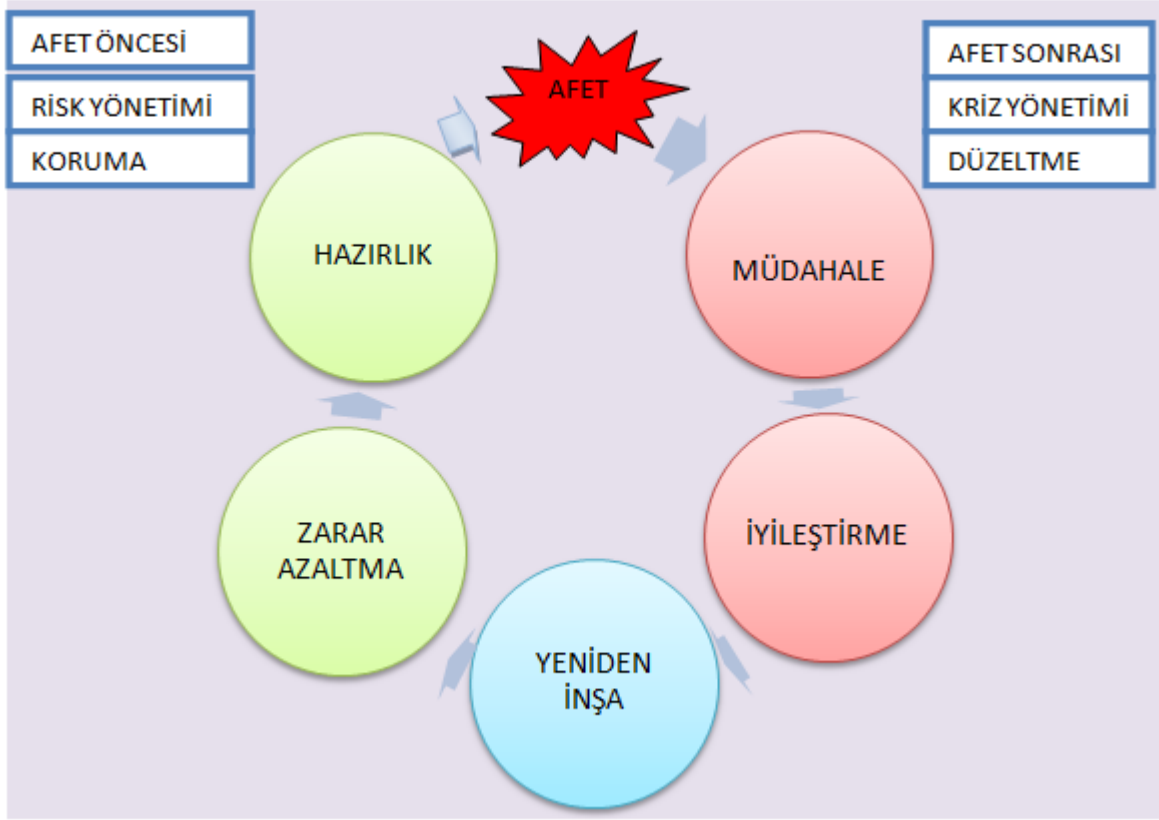 AFET ÖNCESİ
RİSK YÖNETİMİ
KORUMA
AFET
AFET SONRASI
KRİZ YÖNETİMİ
DÜZELTME
HAZIRLIK
MÜDAHALE
ZARAR
AZALTMA
İYİLEŞTİRME
YENİDEN
İNŞA